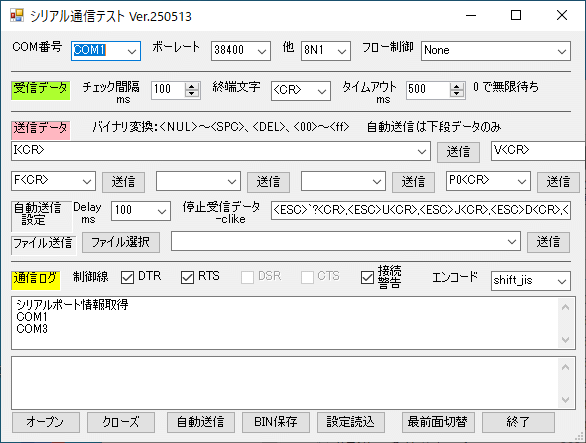 シリアル通信テスト Ver.250513
COM番号 COM1 ボーレート 38400 他 8N1 フロー制御 None
受信データ チェック間隔 ms 100 終端文字 <CR> タイムアウト ms 500 0 で無限待ち
送信データ バイナリ変換:<NUL>～<SPC>、<DEL>、<00>～<ff> 自動送信は下段データのみ
I<CR> 送信 V<CR>
F<CR> 送信 送信 送信 P0<CR> 送信
自動送信設定 Delay ms 100 停止受信データ -clike <ESC>`?<CR>,<ESC>U<CR>,<ESC>J<CR>,<ESC>D<CR>,<
ファイル送信 ファイル選択 送信
通信ログ 制御線 DTR RTS DSR CTS 接続警告 エンコード shift_jis
シリアルポート情報取得
COM1
COM3
オープン クローズ 自動送信 BIN保存 設定読込 最前面切替 終了